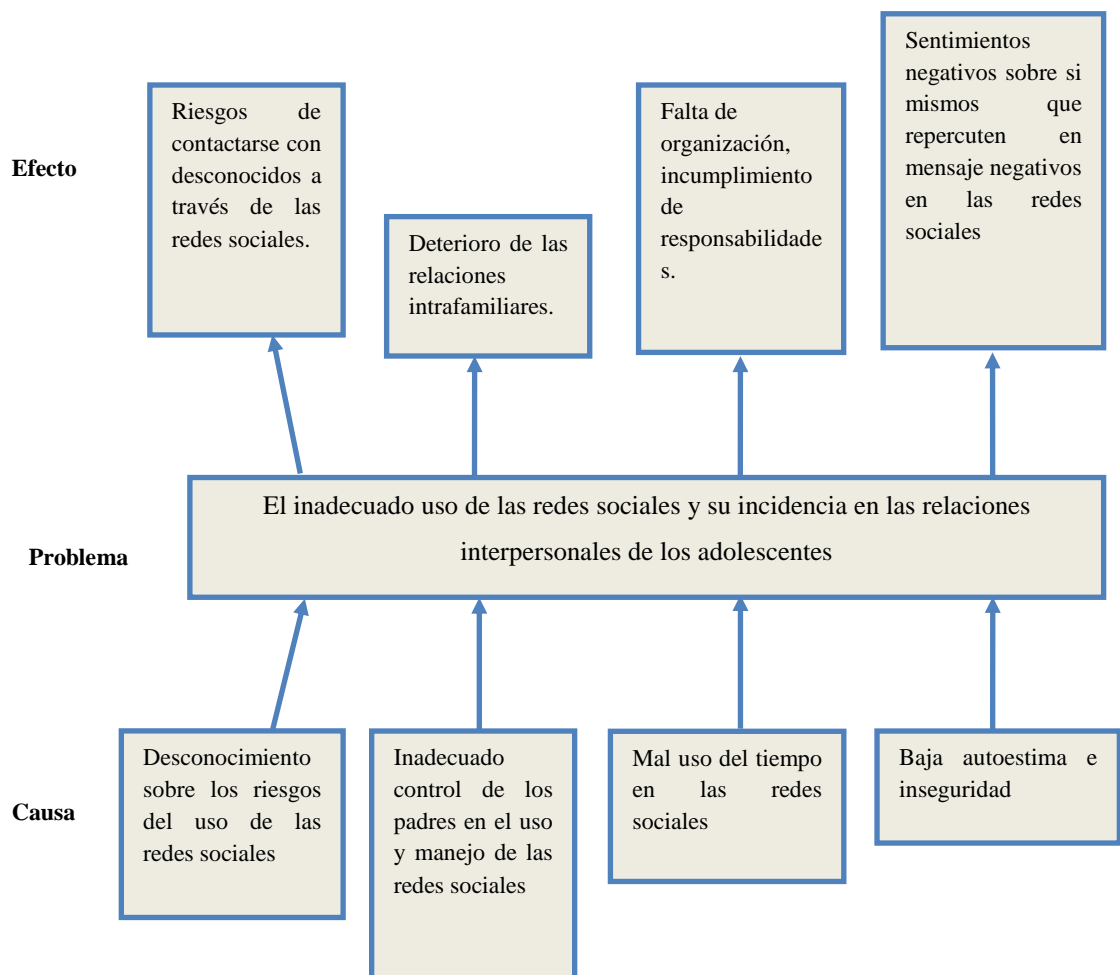 Sentimientos
negativos sobre si
mismos que
repercuten en
mensaje negativos
en las redes
sociales
Riesgos de
contactarse con
desconocidos a
través de las
redes sociales.
Falta de
organización,
incumplimiento
de
responsabilidade
s.
Efecto
Deterioro de las
relaciones
intrafamiliares.
El inadecuado uso de las redes sociales y su incidencia en las relaciones
interpersonales de los adolescentes
Problema
Desconocimiento
sobre los riesgos
del uso de las
redes sociales
Inadecuado
control de los
padres en el uso
y manejo de las
redes sociales
Mal uso del tiempo
en las redes
sociales
Baja autoestima e
inseguridad
Causa